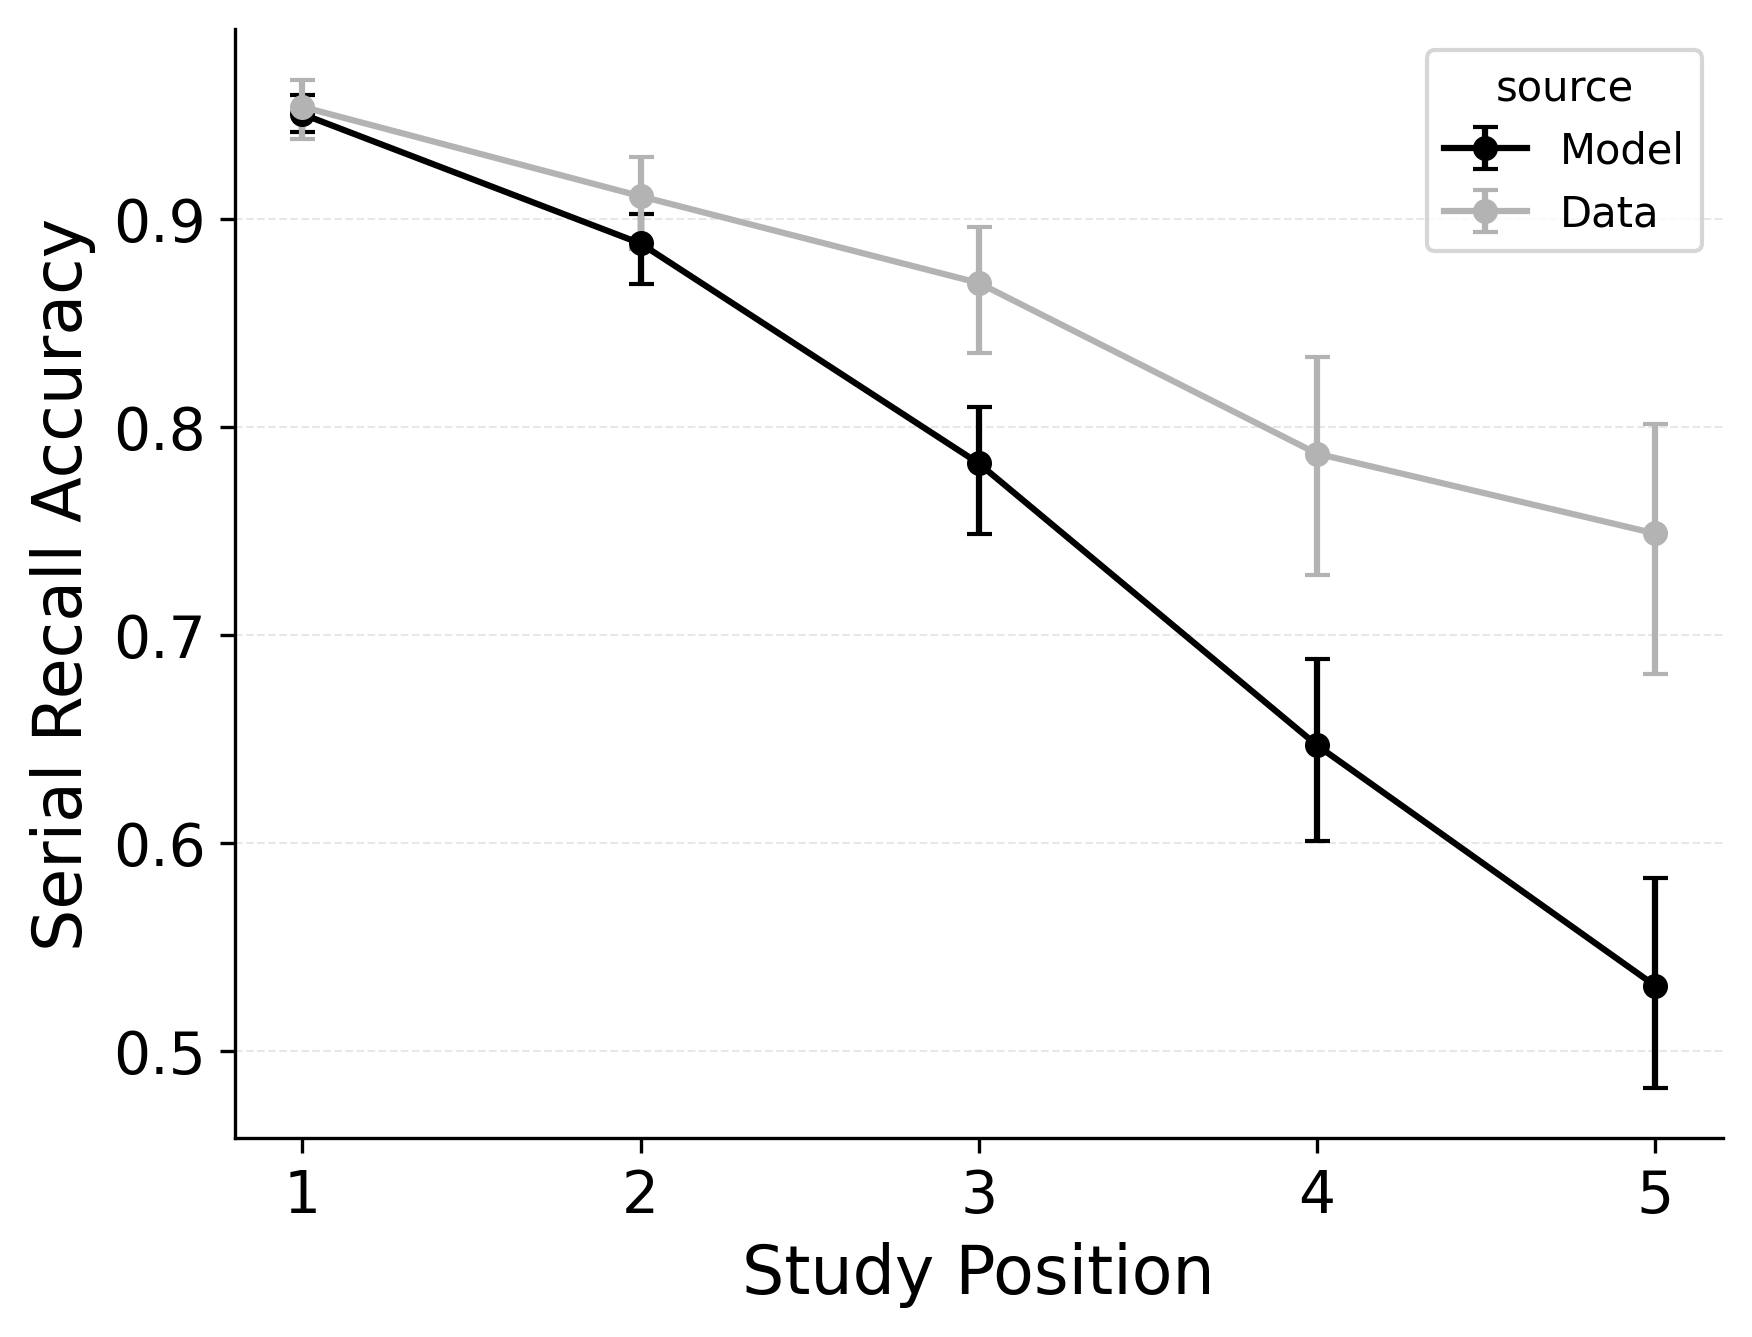 source
Model
Data
0.9
0.8
0.7
0.6
0.5
Serial Recall Accuracy
1 2 3 4 5
Study Position